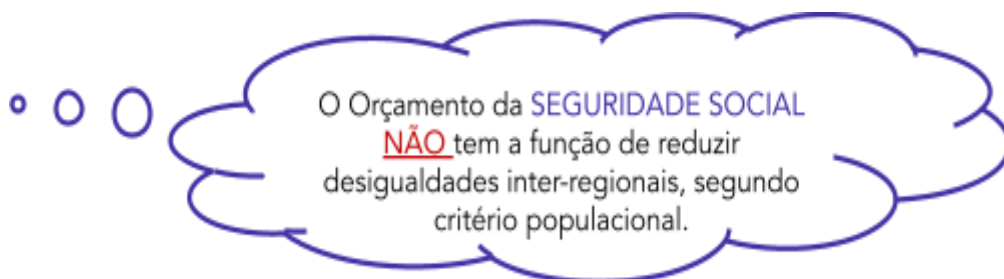 O Orçamento da SEGURIDADE SOCIAL
NÃO tem a função de reduzir
desigualdades inter-regionais, segundo
critério populacional.